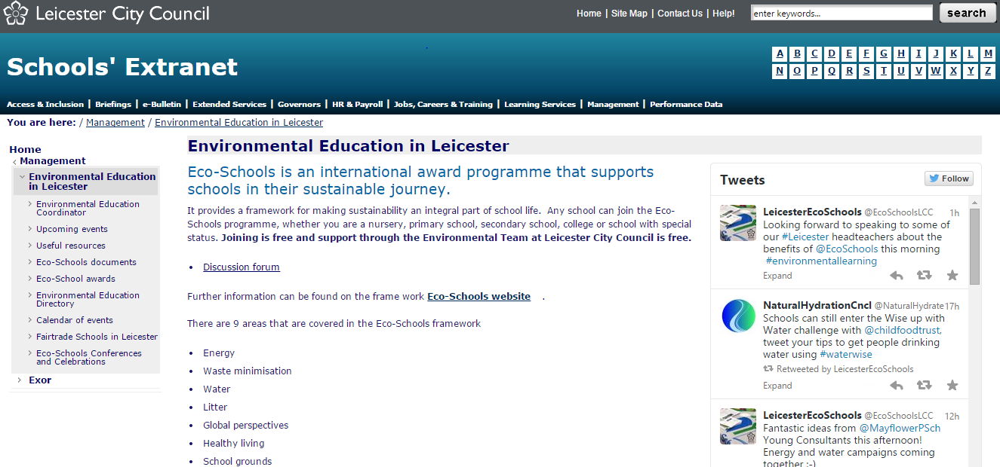 Leicester City Council
Home | Site Map | Contact Us | Help!
enter keywords...
search
Schools' Extranet
A B C D E F G H I J K L M
N O P Q R S T U V W X Y Z
Access & Inclusion | Briefings | e-Bulletin | Extended Services | Governors | HR & Payroll | Jobs, Careers & Training | Learning Services | Management | Performance Data
You are here: / Management / Environmental Education in Leicester
Home
Management
Environmental Education
in Leicester
Environmental Education
Coordinator
Upcoming events
Useful resources
Eco-Schools documents
Eco-School awards
Environmental Education
Directory
Calendar of events
Fairtrade Schools in Leicester
Eco-Schools Conferences
and Celebrations
Exor
Environmental Education in Leicester
Eco-Schools is an international award programme that supports
schools in their sustainable journey.
It provides a framework for making sustainability an integral part of school life.  Any school can join the Eco-
Schools programme, whether you are a nursery, primary school, secondary school, college or school with special
status. Joining is free and support through the Environmental Team at Leicester City Council is free.
• Discussion forum
Further information can be found on the frame work Eco-Schools website .
There are 9 areas that are covered in the Eco-Schools framework
• Energy
• Waste minimisation
• Water
• Litter
• Global perspectives
• Healthy living
• School grounds
Tweets
Follow
LeicesterEcoSchools @EcoSchoolsLCC 1h
Looking forward to speaking to some of
our #Leicester headteachers about the
benefits of @EcoSchools this morning
#environmentallearning
Expand
NaturalHydrationCncl @NaturalHydrate 17h
Schools can still enter the Wise up with
Water challenge with @childfoodtrust,
tweet your tips to get people drinking
water using #waterwise
Retweeted by LeicesterEcoSchools
Expand
LeicesterEcoSchools @EcoSchoolsLCC 12h
Fantastic ideas from @MayflowerPSch
Young Consultants this afternoon!
Energy and water campaigns coming
together :-)